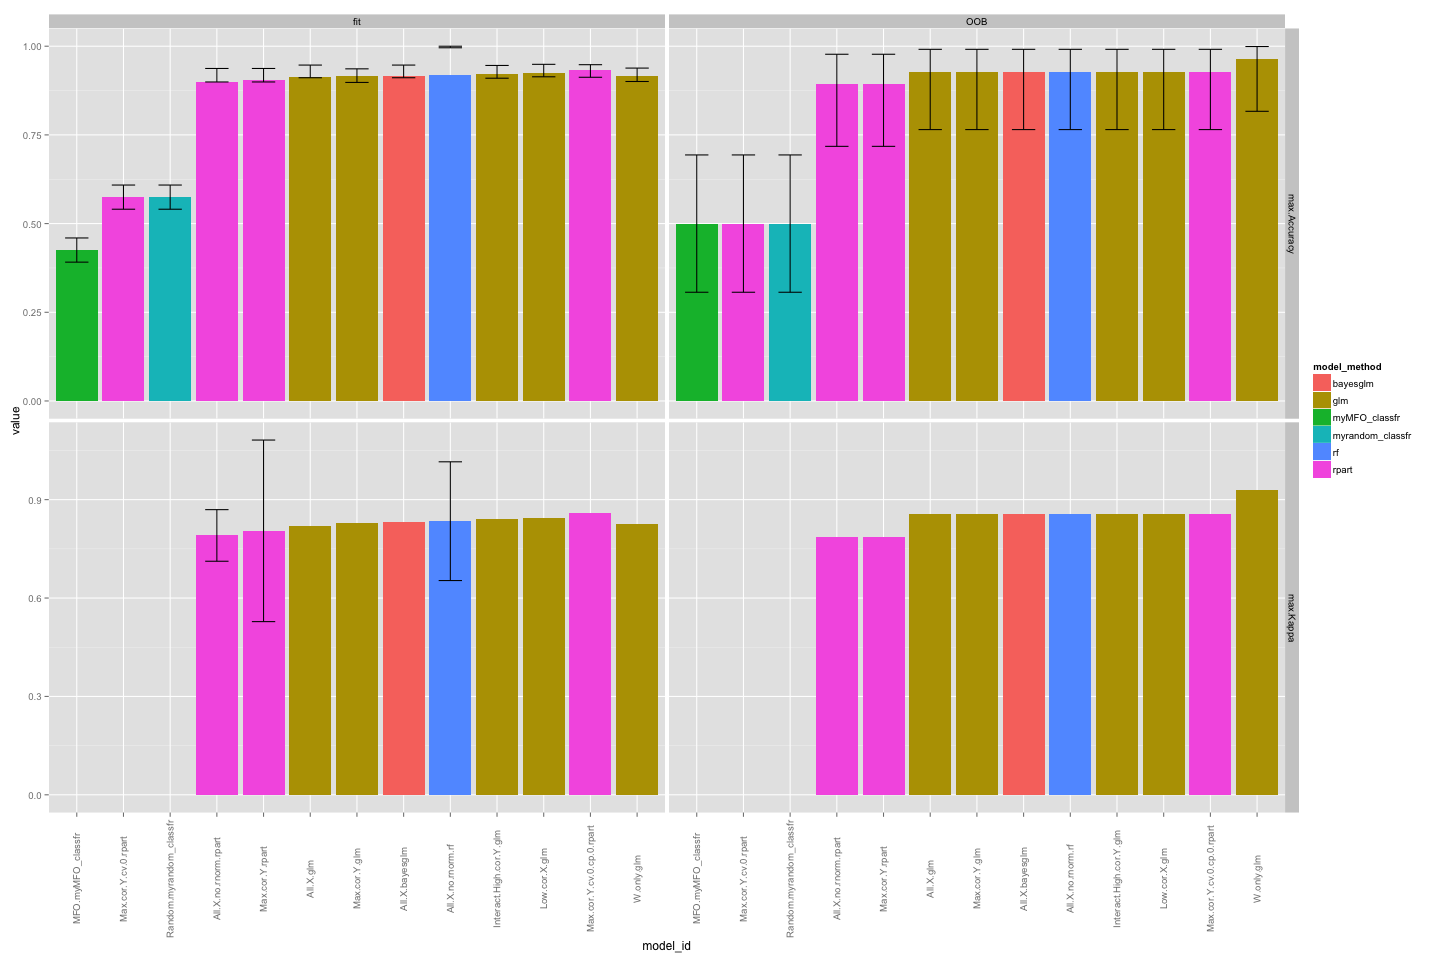 fit
OOB
1.00
0.75
0.50
0.25
0.00
max.Accuracy
value
0.9
0.6
0.3
0.0
max.Kappa
MFO.myMFO_classfr
Max.cor.Y.cv.0.rpart
Random.myrandom_classfr
All.X.no.rnorm.rpart
Max.cor.Y.rpart
All.X.glm
Max.cor.Y.glm
All.X.bayesglm
All.X.no.rnorm.rf
Interact.High.cor.Y.glm
Low.cor.X.glm
Max.cor.Y.cv.0.cp.0.rpart
W.only.glm
MFO.myMFO_classfr
Max.cor.Y.cv.0.rpart
Random.myrandom_classfr
All.X.no.rnorm.rpart
Max.cor.Y.rpart
All.X.glm
Max.cor.Y.glm
All.X.bayesglm
All.X.no.rnorm.rf
Interact.High.cor.Y.glm
Low.cor.X.glm
Max.cor.Y.cv.0.cp.0.rpart
W.only.glm
model_id
model_method
bayesglm
glm
myMFO_classfr
myrandom_classfr
rf
rpart